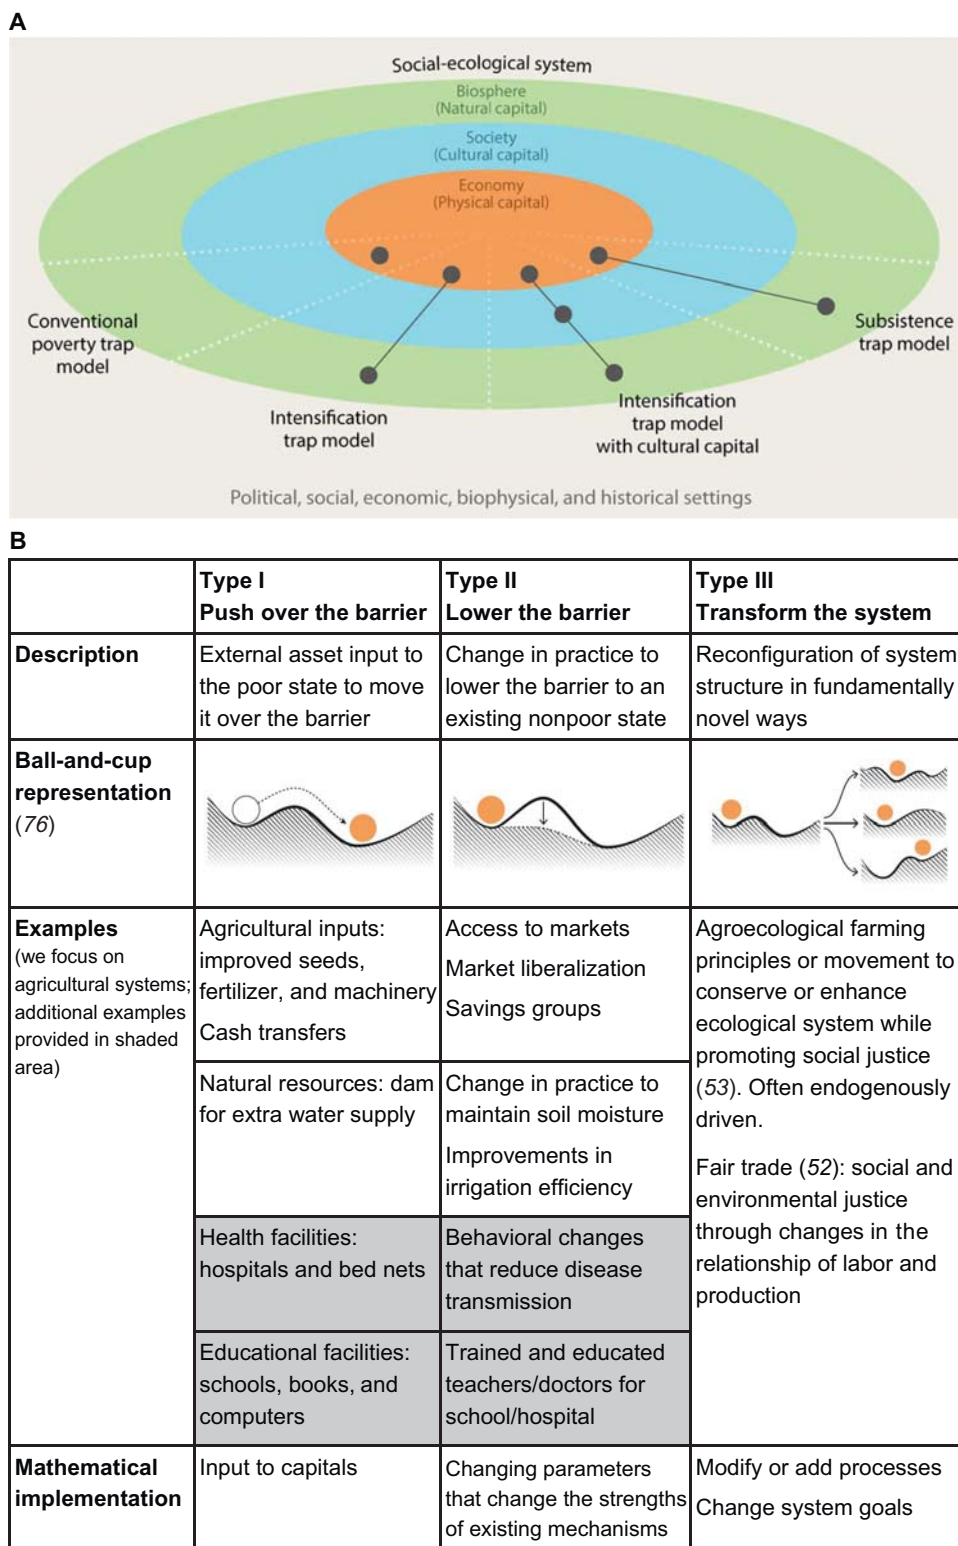 A
Social-ecological system
Biosphere
(Natural capital)
Society
(Cultural capital)
Economy
(Physical capital)
Conventional
poverty trap
model
Intensification
trap model
Intensification
trap model
with cultural capital
Subsistence
trap model
Political, social, economic, biophysical, and historical settings
B
Type I
Push over the barrier
Type II
Lower the barrier
Type III
Transform the system
Description
External asset input to
the poor state to move
it over the barrier
Change in practice to
lower the barrier to an
existing nonpoor state
Reconfiguration of system
structure in fundamentally
novel ways
Ball-and-cup
representation
(76)
Examples
(we focus on
agricultural systems;
additional examples
provided in shaded
area)
Agricultural inputs:
improved seeds,
fertilizer, and machinery
Cash transfers
Access to markets
Market liberalization
Savings groups
Agroecological farming
principles or movement to
conserve or enhance
ecological system while
promoting social justice
(53). Often endogenously
driven.
Fair trade (52): social and
environmental justice
through changes in the
relationship of labor and
production
Natural resources: dam
for extra water supply
Change in practice to
maintain soil moisture
Improvements in
irrigation efficiency
Health facilities:
hospitals and bed nets
Behavioral changes
that reduce disease
transmission
Educational facilities:
schools, books, and
computers
Trained and educated
teachers/doctors for
school/hospital
Mathematical
implementation
Input to capitals
Changing parameters
that change the strengths
of existing mechanisms
Modify or add processes
Change system goals